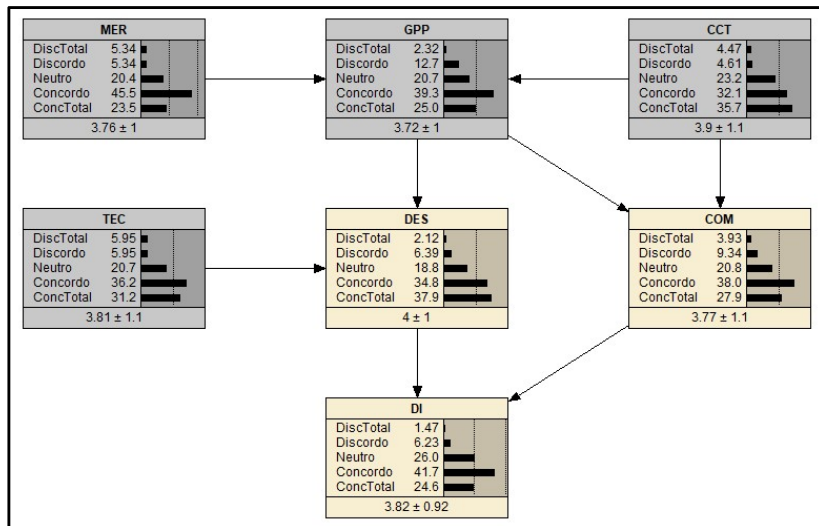 MER
DiscTotal 5.34
Discordo 5.34
Neutro 20.4
Concordo 45.5
ConcTotal 23.5
3.76 ± 1
GPP
DiscTotal 2.32
Discordo 12.7
Neutro 20.7
Concordo 39.3
ConcTotal 25.0
3.72 ± 1
CCT
DiscTotal 4.47
Discordo 4.61
Neutro 23.2
Concordo 32.1
ConcTotal 35.7
3.9 ± 1.1
TEC
DiscTotal 5.95
Discordo 5.95
Neutro 20.7
Concordo 36.2
ConcTotal 31.2
3.81 ± 1.1
DES
DiscTotal 2.12
Discordo 6.39
Neutro 18.8
Concordo 34.8
ConcTotal 37.9
4 ± 1
COM
DiscTotal 3.93
Discordo 9.34
Neutro 20.8
Concordo 38.0
ConcTotal 27.9
3.77 ± 1.1
DI
DiscTotal 1.47
Discordo 6.23
Neutro 26.0
Concordo 41.7
ConcTotal 24.6
3.82 ± 0.92